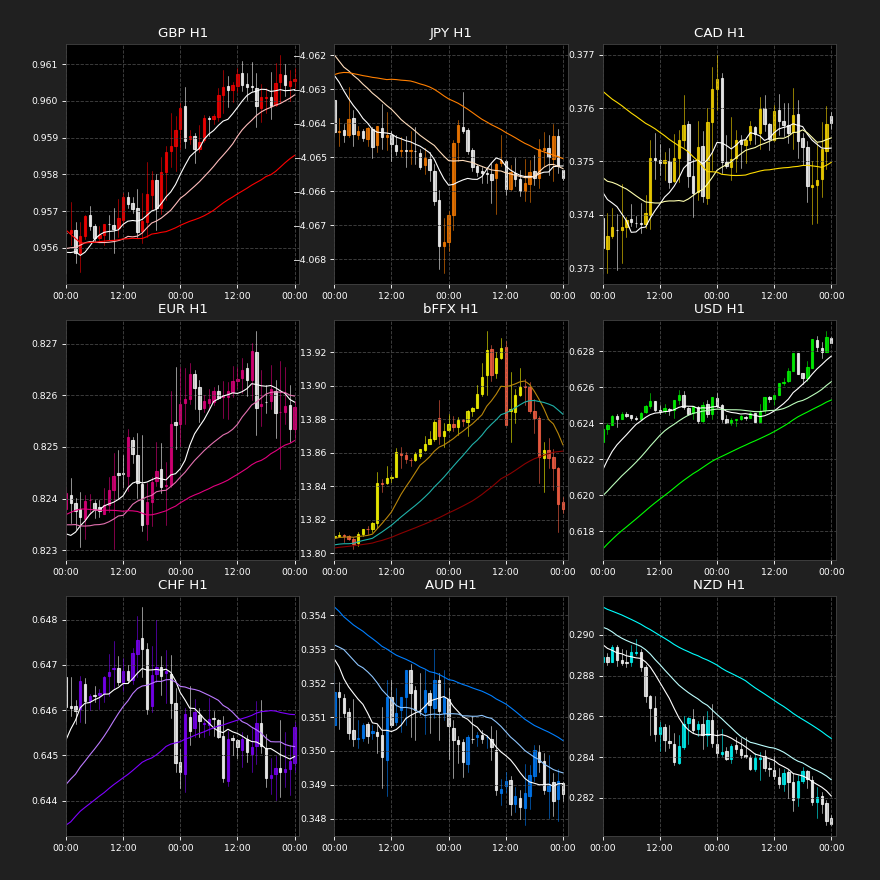 GBP H1
JPY H1
CAD H1
0.961
0.960
0.959
0.958
0.957
0.956
−4.062
−4.063
−4.064
−4.065
−4.066
−4.067
−4.068
0.377
0.376
0.375
0.374
0.373
00:00 12:00 00:00 12:00 00:00
00:00 12:00 00:00 12:00 00:00
00:00 12:00 00:00 12:00 00:00
EUR H1
bFFX H1
USD H1
0.827
0.826
0.825
0.824
0.823
13.92
13.90
13.88
13.86
13.84
13.82
13.80
0.628
0.626
0.624
0.622
0.620
0.618
00:00 12:00 00:00 12:00 00:00
00:00 12:00 00:00 12:00 00:00
00:00 12:00 00:00 12:00 00:00
CHF H1
AUD H1
NZD H1
0.648
0.647
0.646
0.645
0.644
0.354
0.353
0.352
0.351
0.350
0.349
0.348
0.290
0.288
0.286
0.284
0.282
00:00 12:00 00:00 12:00 00:00
00:00 12:00 00:00 12:00 00:00
00:00 12:00 00:00 12:00 00:00